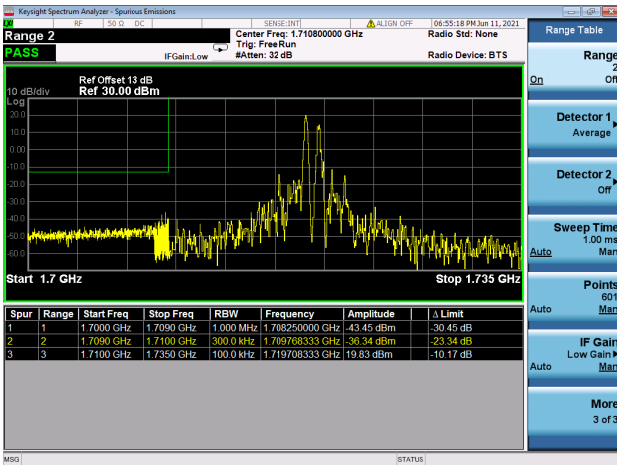 Keysight Spectrum Analyzer - Spurious Emissions
RF 50 Ω DC SENSE:INT ALIGN OFF 06:55:18 PM Jun 11, 2021
Range 2
Center Freq: 1.710800000 GHz
Radio Std: None
Trig: Free Run
PASS
IFGain:Low
#Atten: 32 dB
Radio Device: BTS
Ref Offset 13 dB
10 dB/div Ref 30.00 dBm
Log
20.0
10.0
0.00
-10.0
-20.0
-30.0
-40.0
-50.0
-60.0
Start 1.7 GHz
Stop 1.735 GHz
Spur Range Start Freq Stop Freq RBW Frequency Amplitude Δ Limit
1 1 1.7000 GHz 1.7090 GHz 1.000 MHz 1.708250000 GHz -43.45 dBm -30.45 dB
2 2 1.7090 GHz 1.7100 GHz 300.0 kHz 1.709768333 GHz -36.34 dBm -23.34 dB
3 3 1.7100 GHz 1.7350 GHz 100.0 kHz 1.719708333 GHz 19.83 dBm -10.17 dB
MSG
STATUS
Range Table
Range
2
On Off
Detector 1
Average
Detector 2
Off
Sweep Time
1.00 ms
Auto Man
Points
601
Auto Man
IF Gain
Low Gain
Auto Man
More
3 of 3